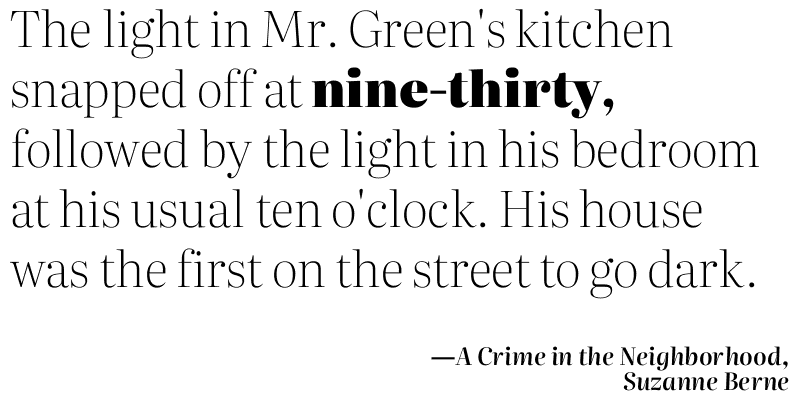 The light in Mr. Green's kitchen
snapped off at nine-thirty,
followed by the light in his bedroom
at his usual ten o'clock. His house
was the first on the street to go dark.
—A Crime in the Neighborhood,
Suzanne Berne